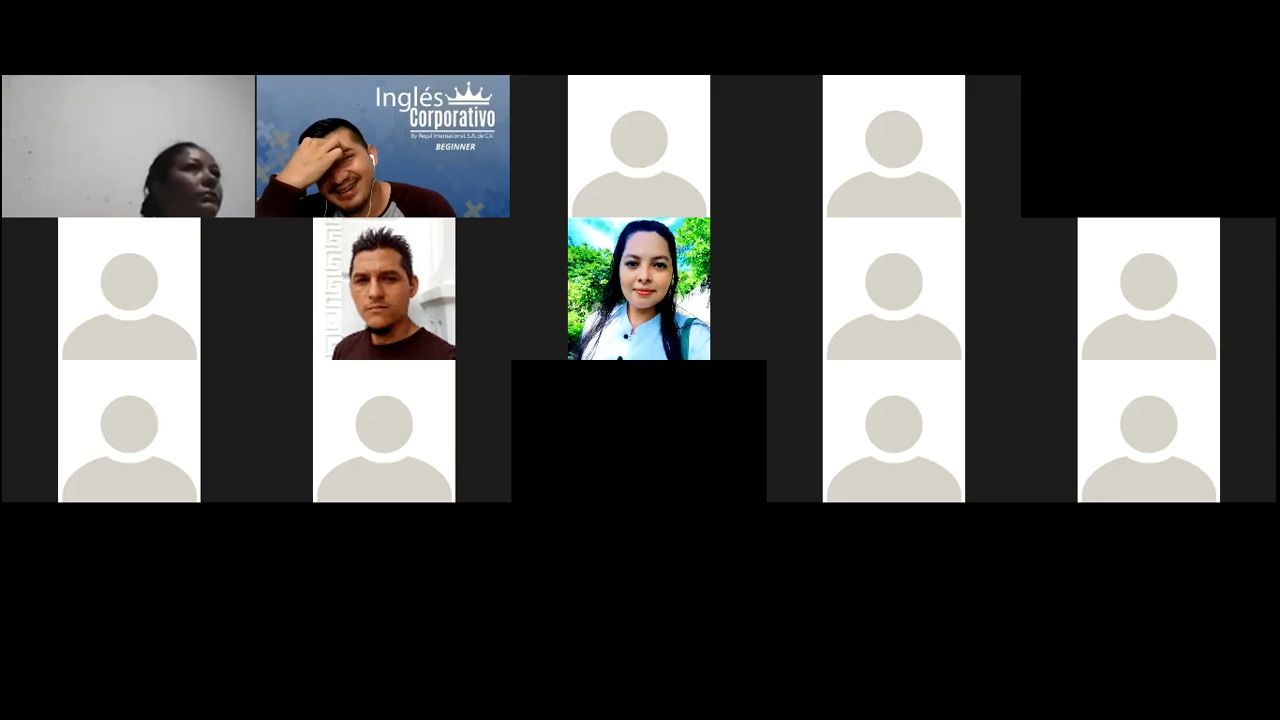 Inglés
Corporativo
By Regal International, S.A. de C.V.
BEGINNER